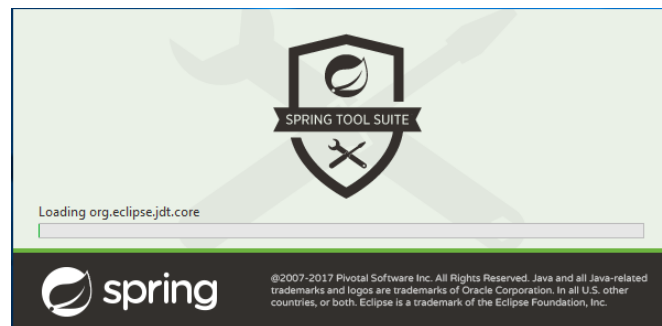 SPRING TOOL SUITE
Loading org.eclipse.jdt.core
spring
@2007-2017 Pivotal Software Inc. All Rights Reserved. Java and all Java-related
trademarks and logos are trademarks of Oracle Corporation. In all U.S. other
countries, or both. Eclipse is a trademark of the Eclipse Foundation, Inc.